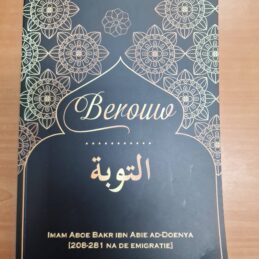 Berouw
التوبة
Imam Aboe Bakr ibn Abie ad-Doenya
[208-281 na de emigratie]